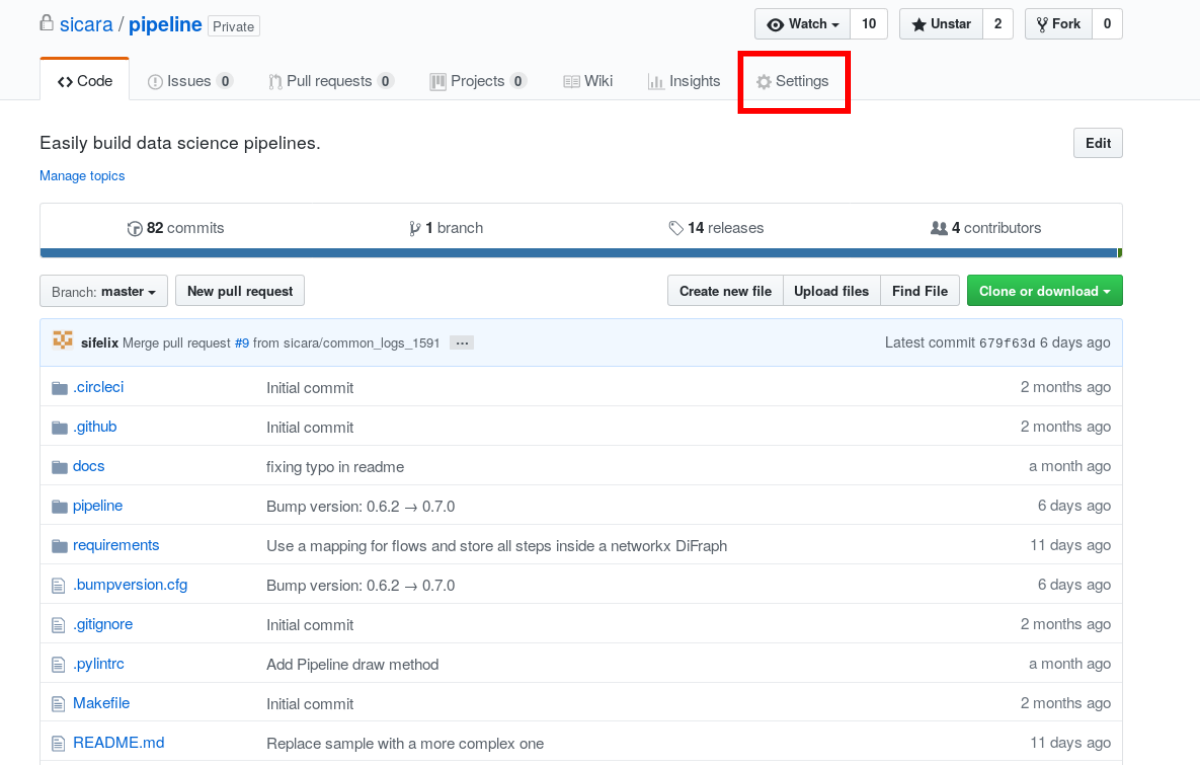 sicara / pipeline Private Watch 10 Unstar 2 Fork 0
Code Issues 0 Pull requests 0 Projects 0 Wiki Insights Settings
Easily build data science pipelines. Edit
Manage topics
82 commits 1 branch 14 releases 4 contributors
Branch: master New pull request Create new file Upload files Find File Clone or download
sifelix Merge pull request #9 from sicara/common_logs_1591 ... Latest commit 679f63d 6 days ago
.circleci Initial commit 2 months ago
.github Initial commit 2 months ago
docs fixing typo in readme a month ago
pipeline Bump version: 0.6.2 → 0.7.0 6 days ago
requirements Use a mapping for flows and store all steps inside a networkx DiFraph 11 days ago
.bumpversion.cfg Bump version: 0.6.2 → 0.7.0 6 days ago
.gitignore Initial commit 2 months ago
.pylintrc Add Pipeline draw method a month ago
Makefile Initial commit 2 months ago
README.md Replace sample with a more complex one 11 days ago